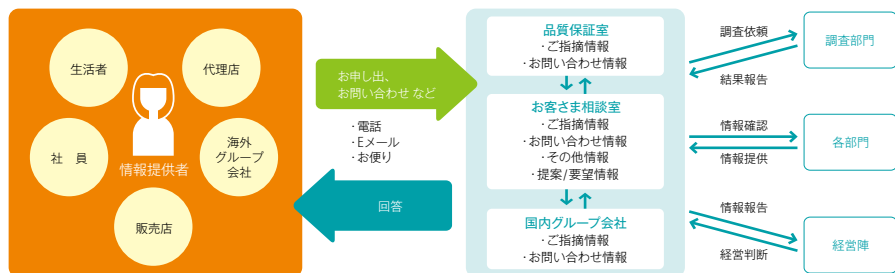 生活者
代理店
社　員
情報提供者
海外
グループ
会社
販売店
お申し出、
お問い合わせ など
・電話
・Eメール
・お便り
回答
品質保証室
・ご指摘情報
・お問い合わせ情報
お客さま相談室
・ご指摘情報
・お問い合わせ情報
・その他情報
・提案/要望情報
国内グループ会社
・ご指摘情報
・お問い合わせ情報
調査依頼
結果報告
調査部門
情報確認
情報提供
各部門
情報報告
経営判断
経営陣